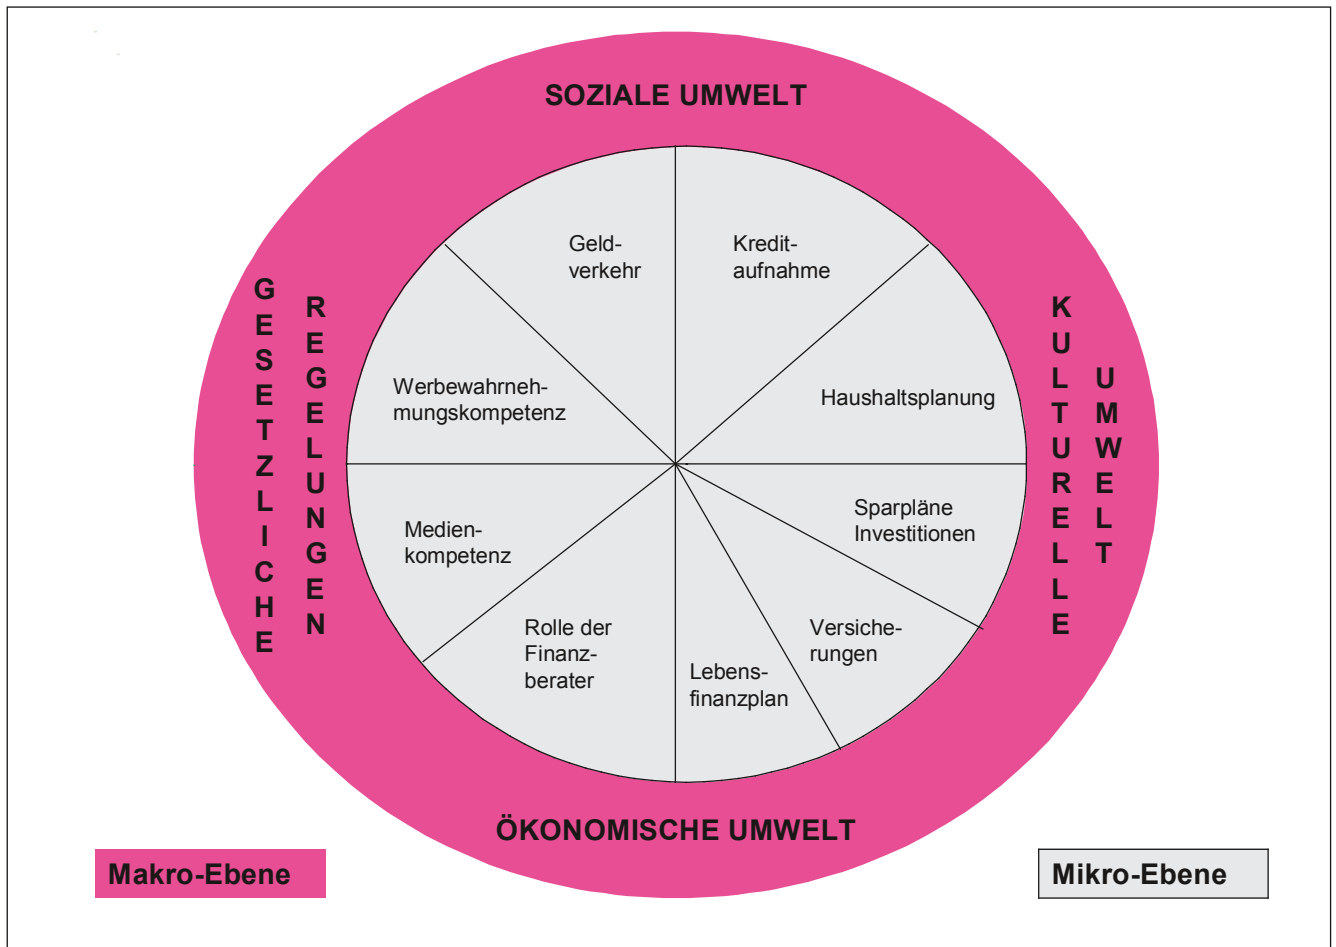 SOZIALE UMWELT
Geld-
verkehr
Kredit-
aufnahme
GESETZLICHE
REGELUNGEN
KULTURELLE
UMWELT
Werbewahrneh-
mungskompetenz
Haushaltsplanung
Medien-
kompetenz
Sparpläne
Investitionen
Rolle der
Finanz-
berater
Lebens-
finanzplan
Versiche-
rungen
ÖKONOMISCHE UMWELT
Makro-Ebene
Mikro-Ebene